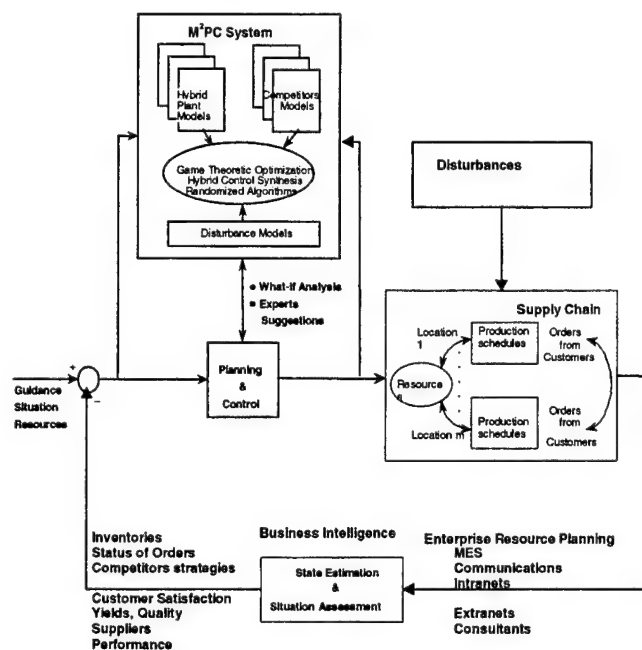 M²PC System
Hybrid
Plant
Models
Competitors
Models
Game Theoretic Optimization
Hybrid Control Synthesis
Randomized Algorithms
Disturbance Models
Disturbances
What-if Analysis
Experts
Suggestions
Supply Chain
Location
1
Production
schedules
Orders
from
Customers
Resource
Location m
Production
schedules
Orders
from
Customers
Planning
&
Control
+
−
Guidance
Situation
Resources
Inventories
Status of Orders
Competitors strategies
Customer Satisfaction
Yields, Quality
Suppliers
Performance
Business Intelligence
State Estimation
&
Situation Assessment
Enterprise Resource Planning
MES
Communications
Intranets
Extranets
Consultants